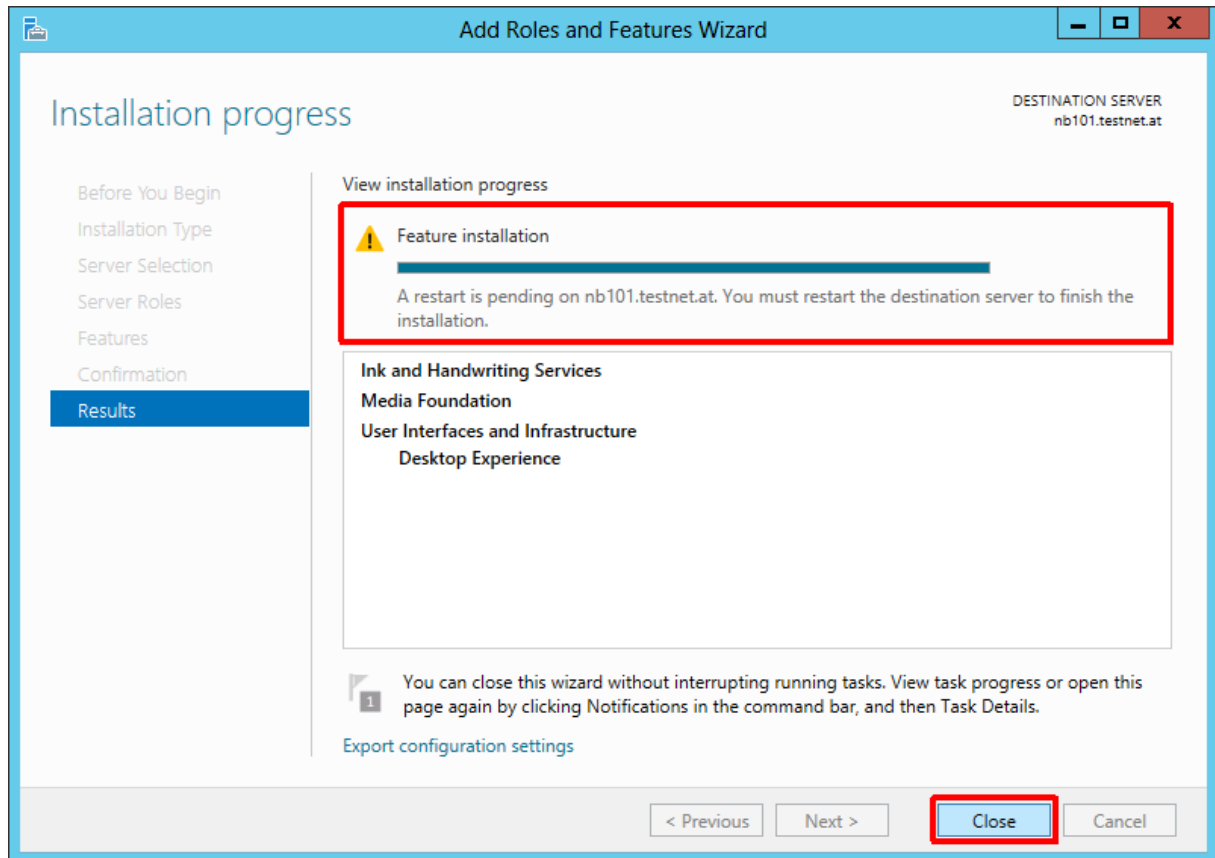 Add Roles and Features Wizard
Installation progress
DESTINATION SERVER
nb101.testnet.at
Before You Begin
Installation Type
Server Selection
Server Roles
Features
Confirmation
Results
View installation progress
Feature installation
A restart is pending on nb101.testnet.at. You must restart the destination server to finish the
installation.
Ink and Handwriting Services
Media Foundation
User Interfaces and Infrastructure
Desktop Experience
1
You can close this wizard without interrupting running tasks. View task progress or open this
page again by clicking Notifications in the command bar, and then Task Details.
Export configuration settings
< Previous
Next >
Close
Cancel